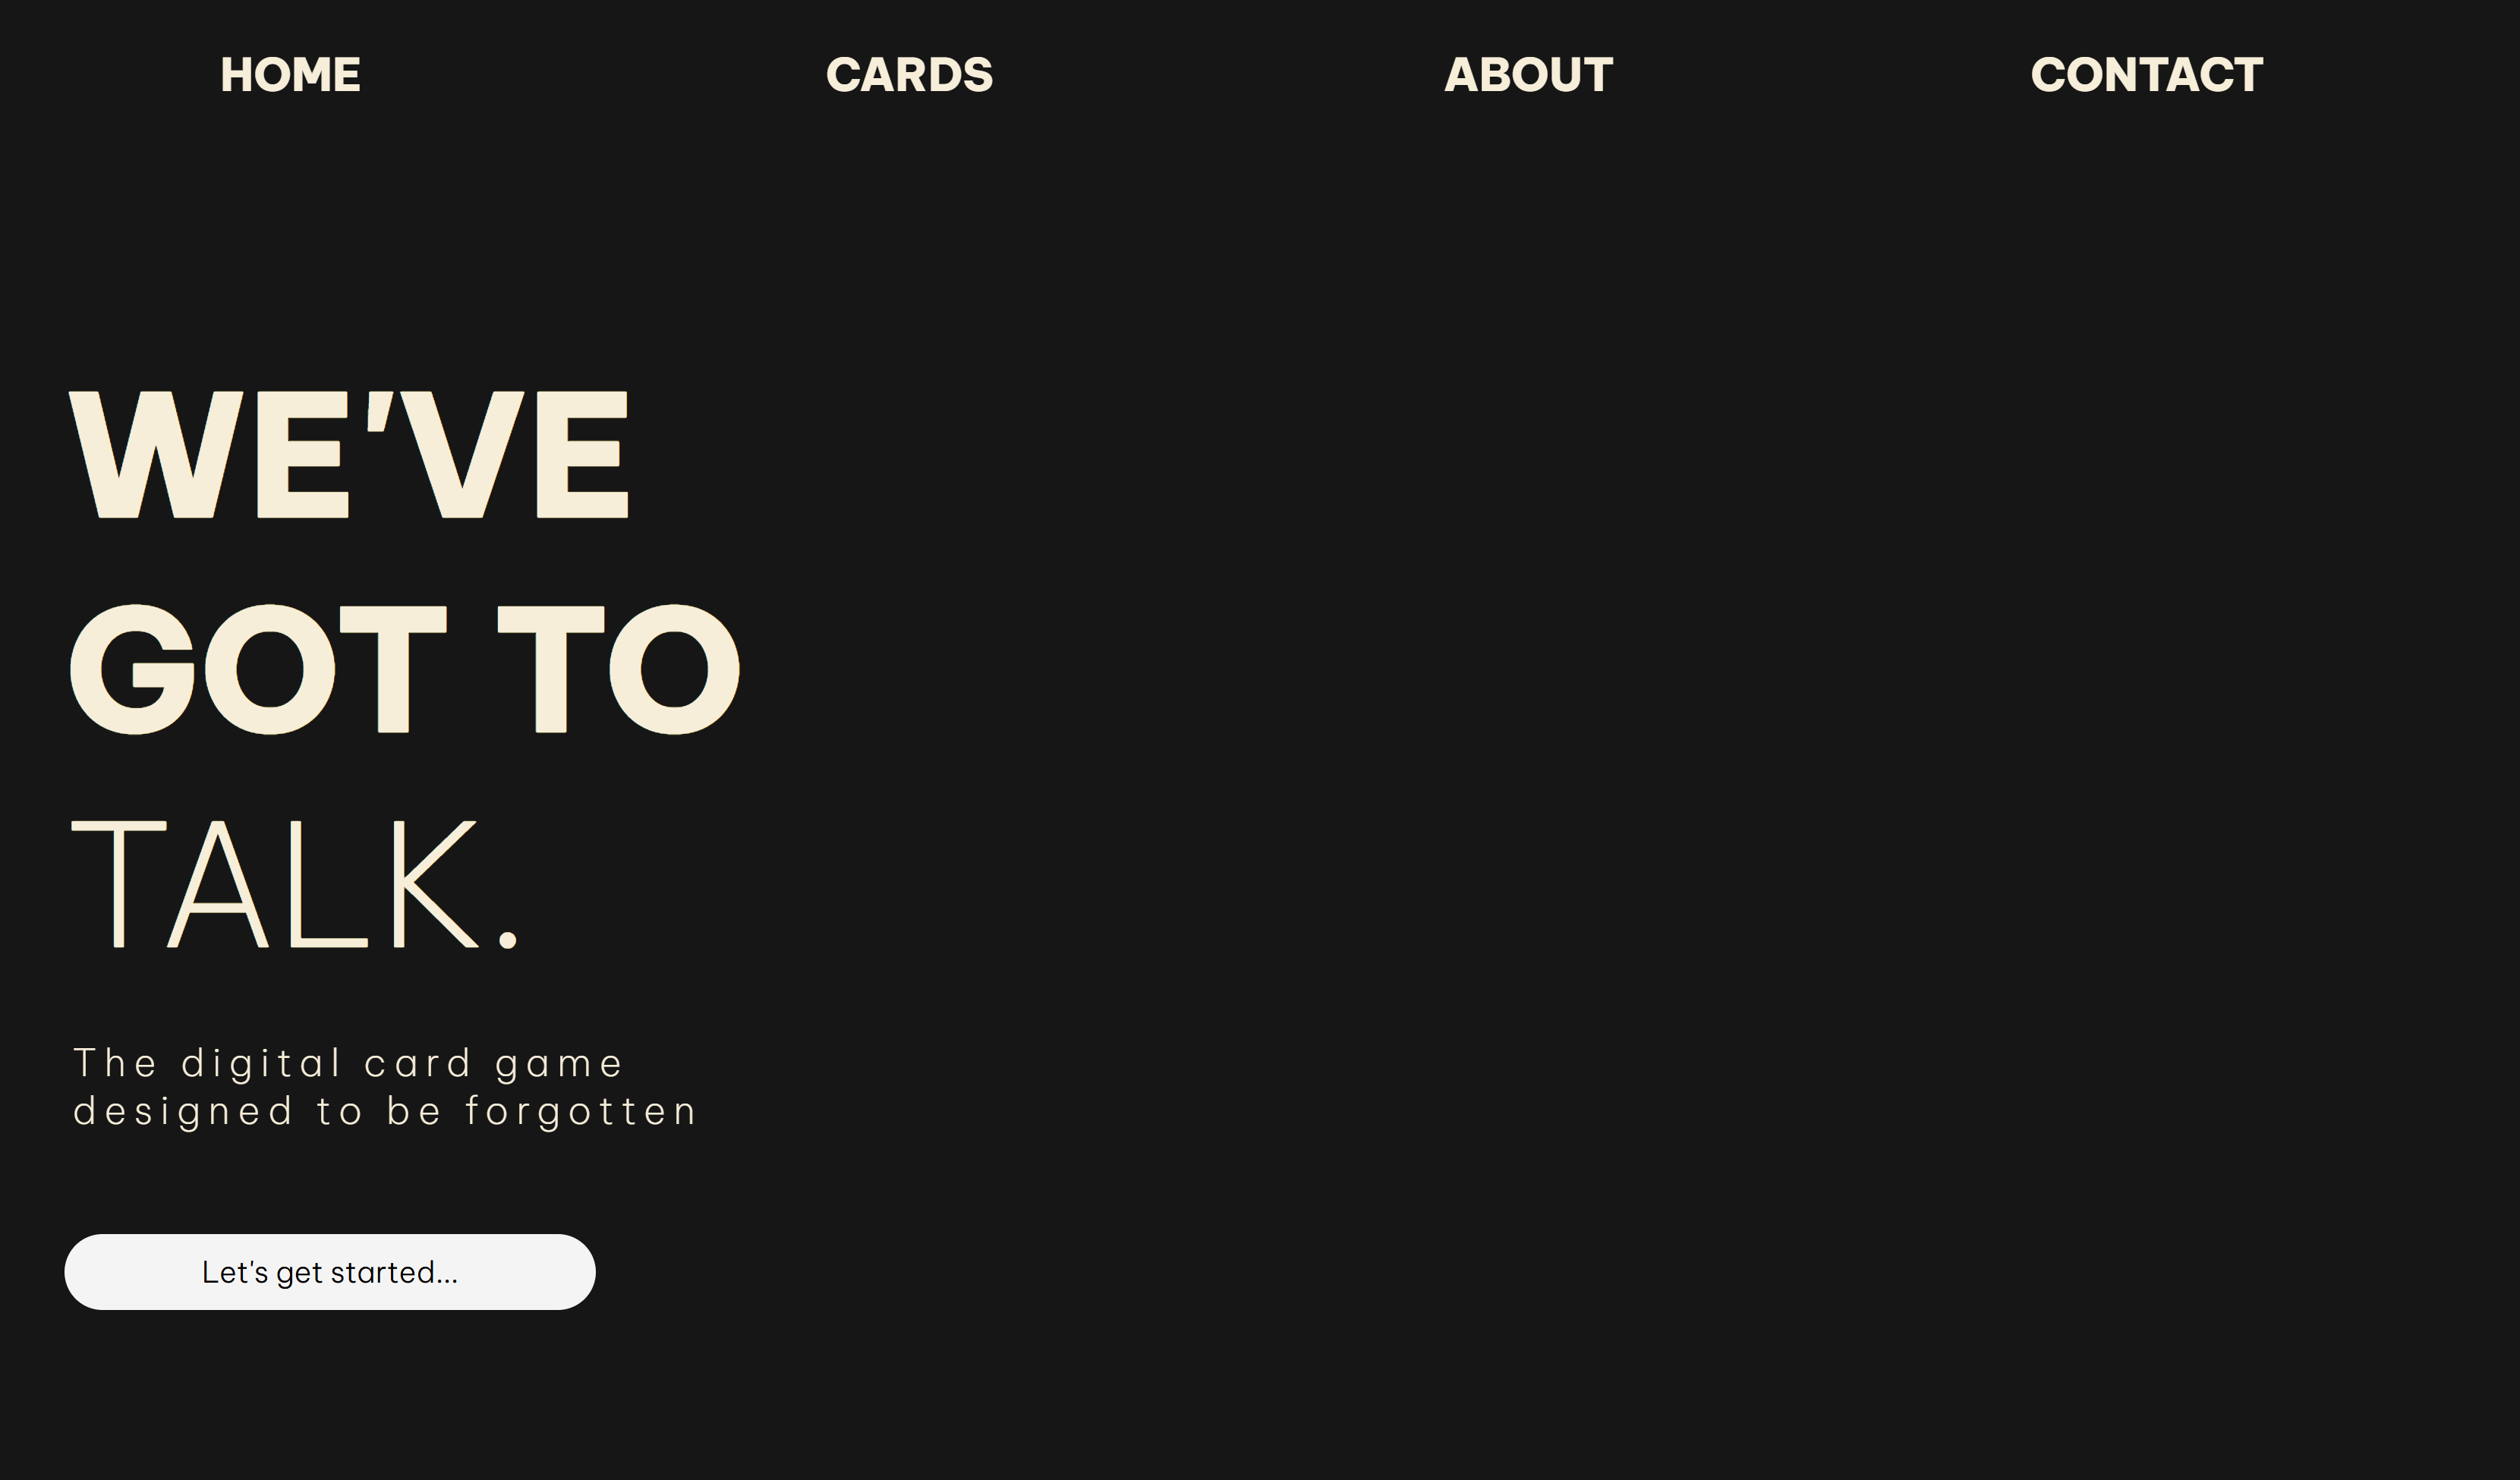 HOME CARDS ABOUT CONTACT
WE'VE
GOT TO
TALK.
The digital card game
designed to be forgotten
Let's get started...